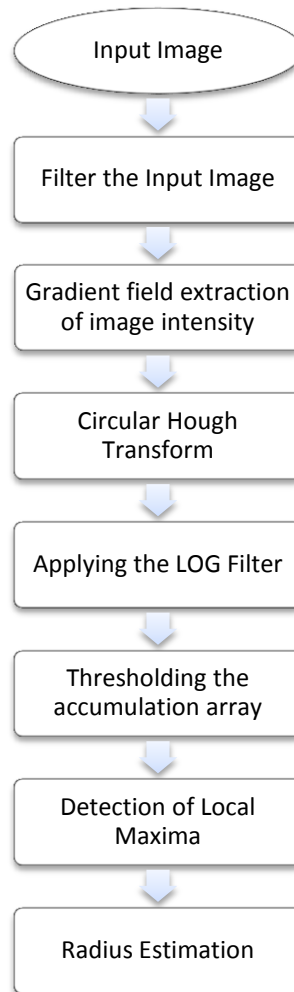 Input Image
Filter the Input Image
Gradient field extraction
of image intensity
Circular Hough
Transform
Applying the LOG Filter
Thresholding the
accumulation array
Detection of Local
Maxima
Radius Estimation